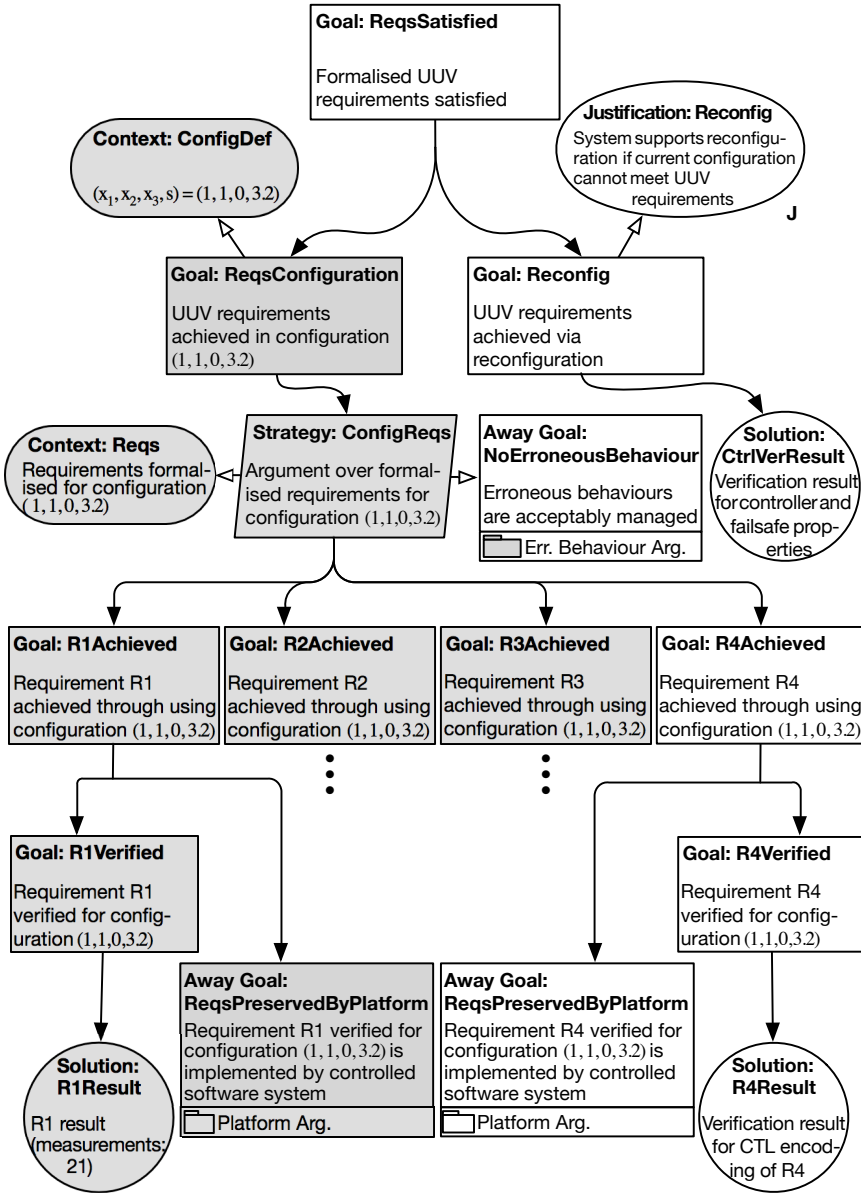 Goal: ReqsSatisfied
Formalised UUV
requirements satisfied
Context: ConfigDef
(x₁, x₂, x₃, s) = (1, 1, 0, 3.2)
Justification: Reconfig
System supports reconfigu-
ration if current configuration
cannot meet UUV
requirements
J
Goal: ReqsConfiguration
UUV requirements
achieved in configuration
(1, 1, 0, 3.2)
Goal: Reconfig
UUV requirements
achieved via
reconfiguration
Context: Reqs
Requirements formal-
ised for configuration
(1, 1, 0, 3.2)
Strategy: ConfigReqs
Argument over formal-
ised requirements for
configuration (1, 1, 0, 3.2)
Away Goal:
NoErroneousBehaviour
Erroneous behaviours
are acceptably managed
Err. Behaviour Arg.
Solution:
CtrlVerResult
Verification result
for controller and
failsafe prop-
erties
Goal: R1Achieved
Requirement R1
achieved through using
configuration (1, 1, 0, 3.2)
Goal: R2Achieved
Requirement R2
achieved through using
configuration (1, 1, 0, 3.2)
Goal: R3Achieved
Requirement R3
achieved through using
configuration (1, 1, 0, 3.2)
Goal: R4Achieved
Requirement R4
achieved through using
configuration (1, 1, 0, 3.2)
Goal: R1Verified
Requirement R1
verified for config-
uration (1,1,0,3.2)
Goal: R4Verified
Requirement R4
verified for config-
uration (1,1,0,3.2)
Solution:
R1Result
R1 result
(measurements:
21)
Away Goal:
ReqsPreservedByPlatform
Requirement R1 verified for
configuration (1, 1, 0, 3.2) is
implemented by controlled
software system
Platform Arg.
Away Goal:
ReqsPreservedByPlatform
Requirement R4 verified for
configuration (1, 1, 0, 3.2) is
implemented by controlled
software system
Platform Arg.
Solution:
R4Result
Verification result
for CTL encod-
ing of R4